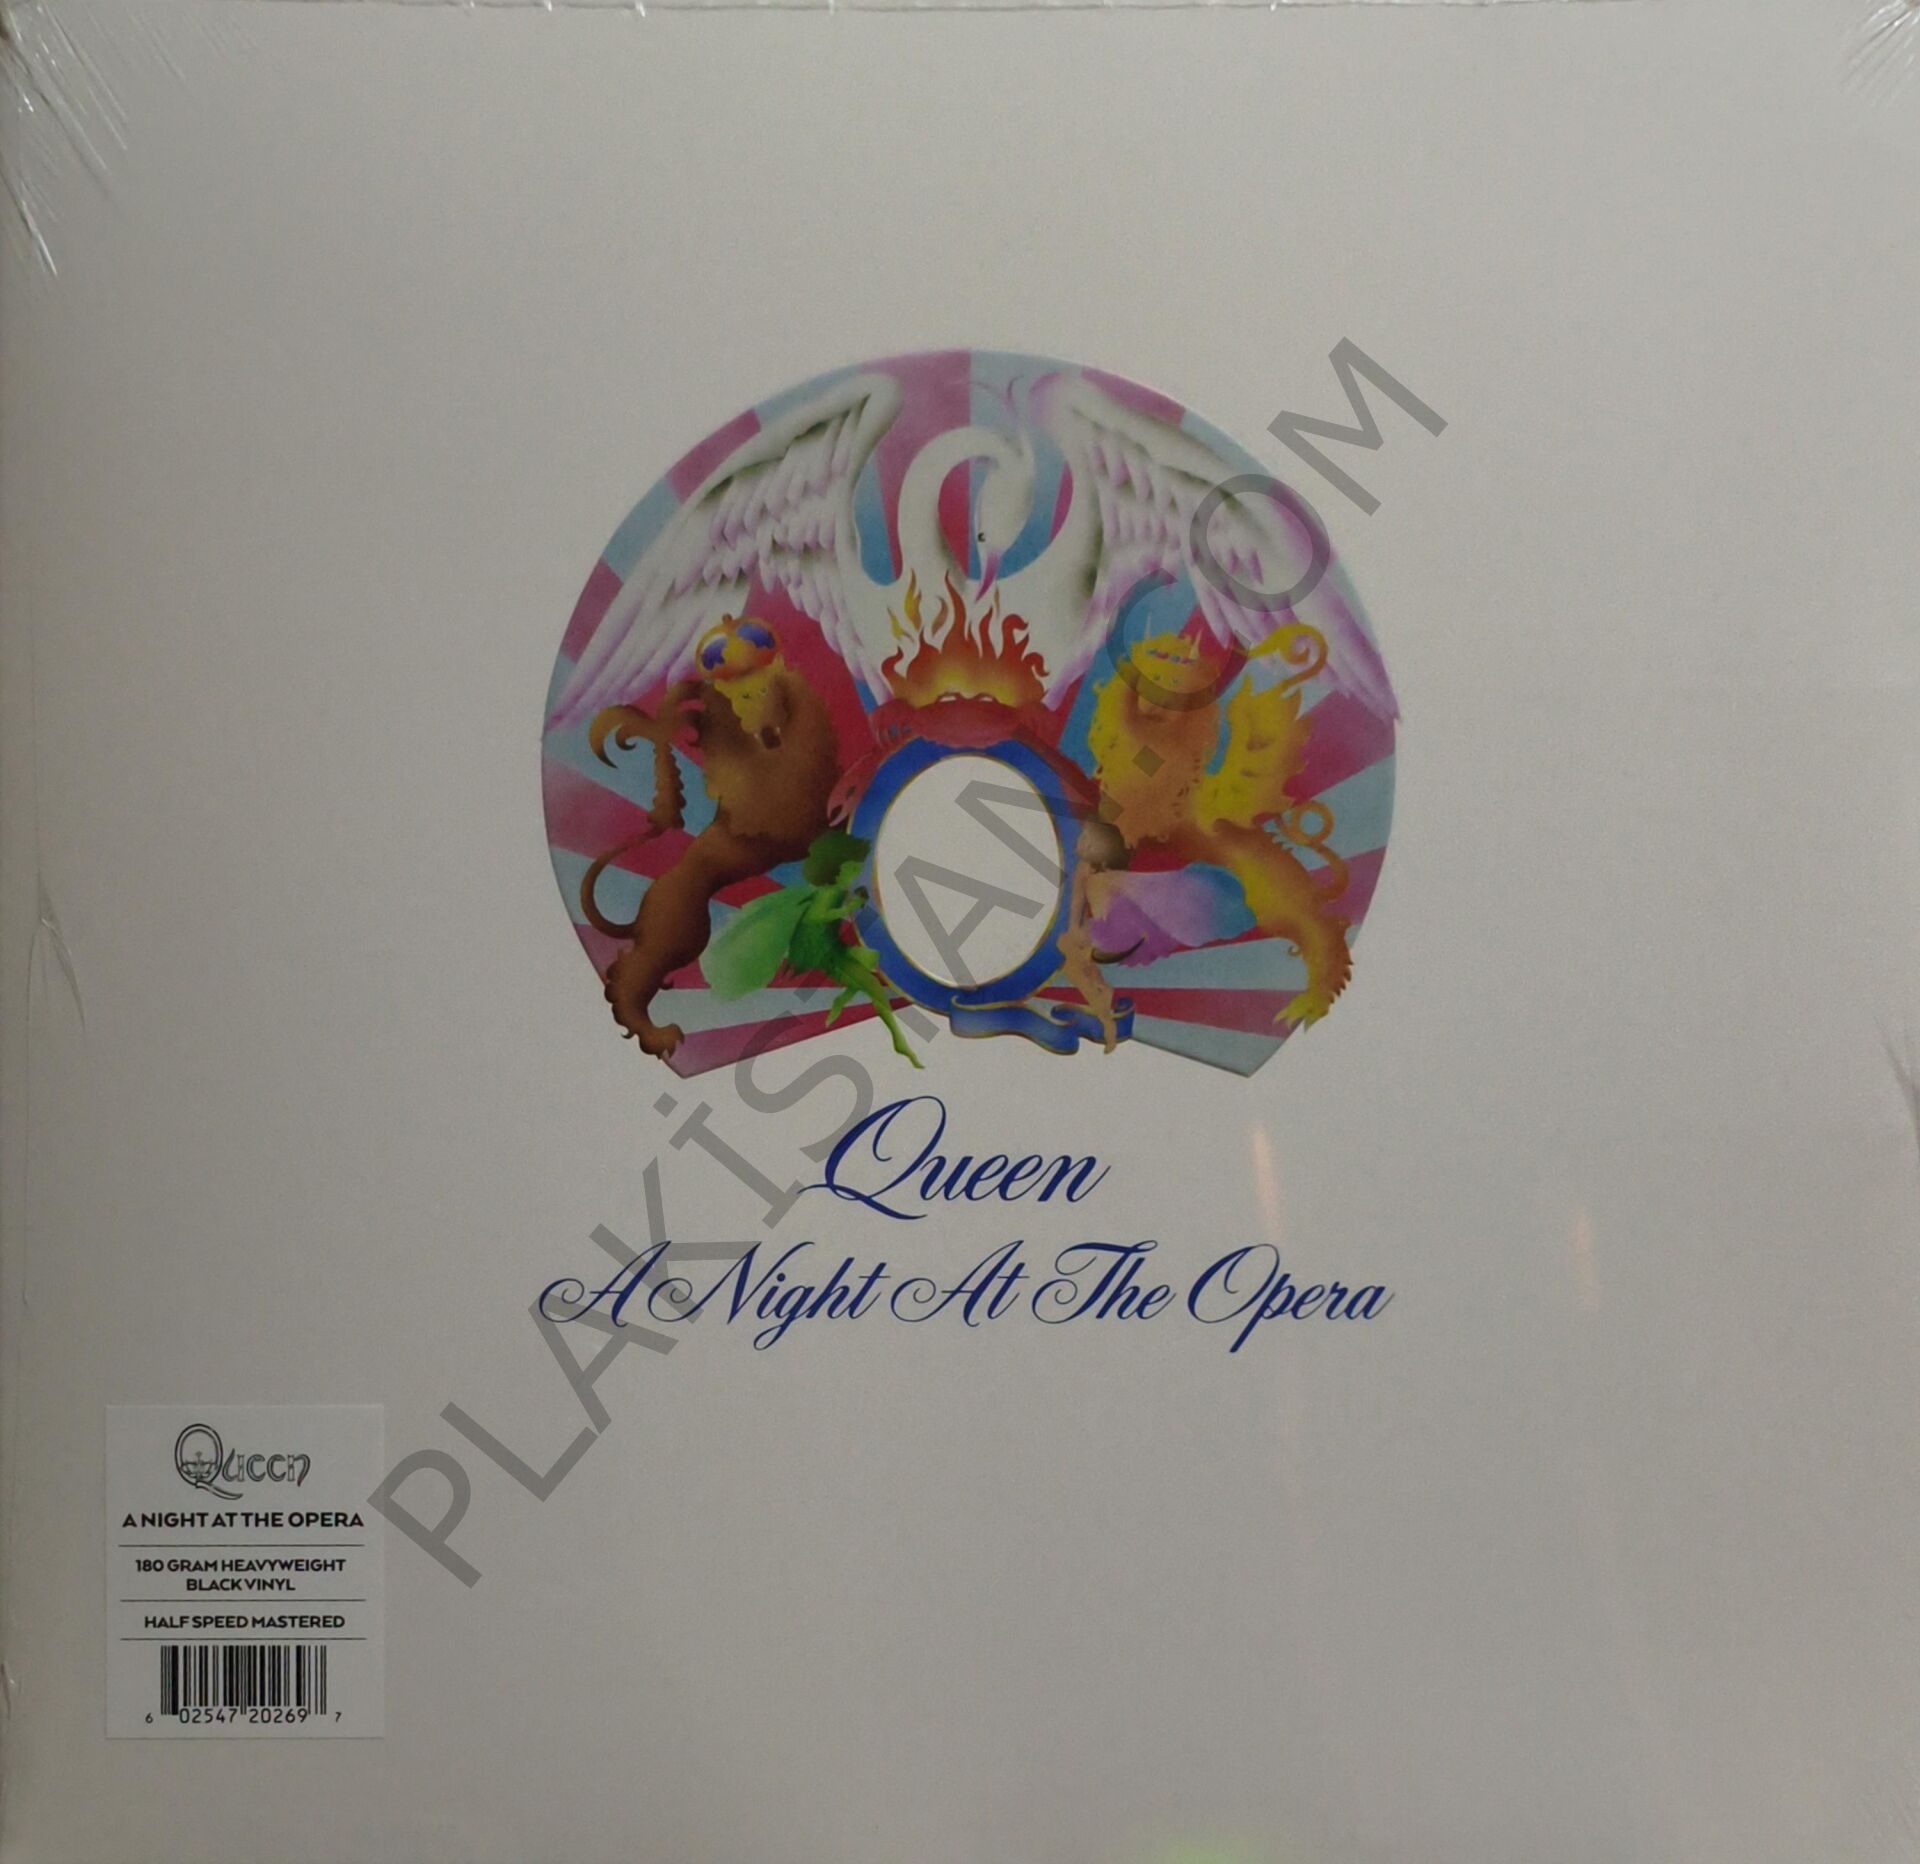 Queen
A Night At The Opera
PLAKİSTAN.COM
Queen
A NIGHT AT THE OPERA
180 GRAM HEAVYWEIGHT
BLACK VINYL
HALF SPEED MASTERED
6 02547 20269 7